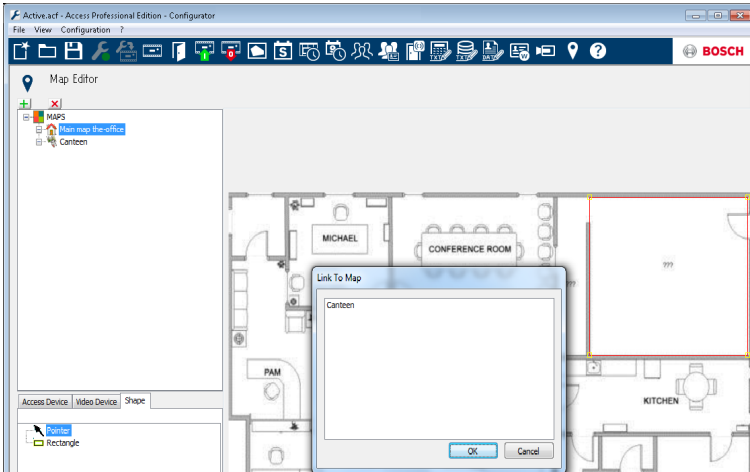 Active.acf - Access Professional Edition - Configurator
File View Configuration ?
BOSCH
Map Editor
MAPS
Main map the-office
Canteen
MICHAEL
CONFERENCE ROOM
???
???
Link To Map
Canteen
PAM
KITCHEN
Access Device Video Device Shape
Pointer
Rectangle
OK Cancel